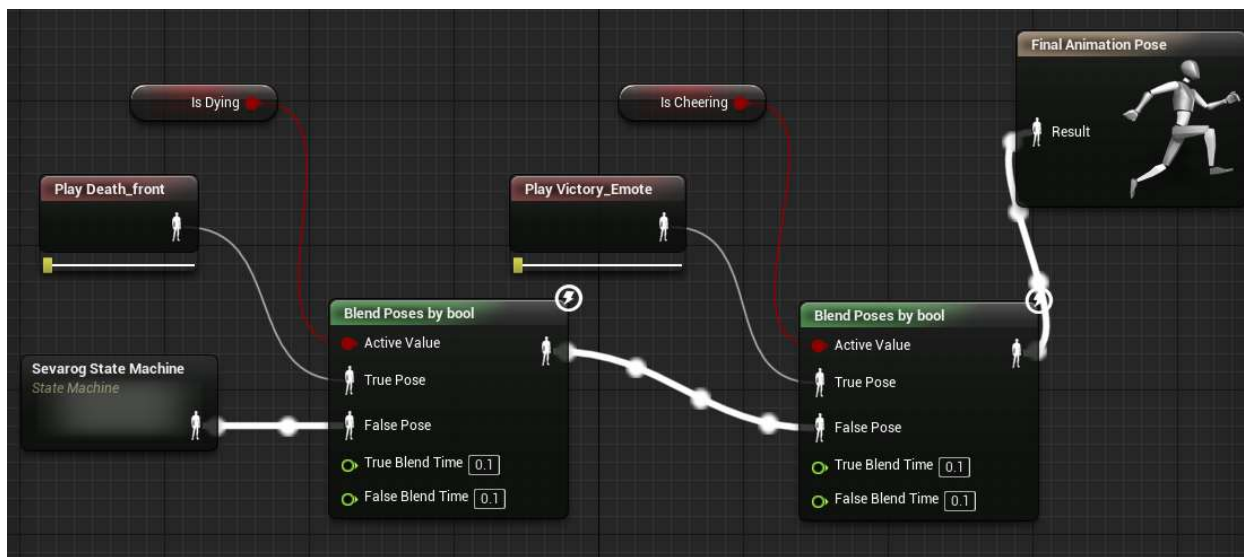 Final Animation Pose
Result
Is Dying
Is Cheering
Play Death_front
Play Victory_Emote
Blend Poses by bool
Active Value
True Pose
False Pose
True Blend Time 0.1
False Blend Time 0.1
Sevarog State Machine
State Machine
Blend Poses by bool
Active Value
True Pose
False Pose
True Blend Time 0.1
False Blend Time 0.1